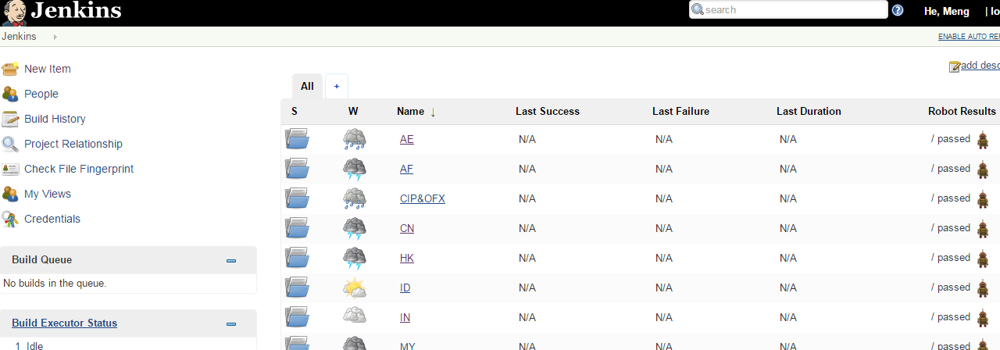 Jenkins
search
He, Meng
| lo
Jenkins
ENABLE AUTO REF
New Item
People
Build History
Project Relationship
Check File Fingerprint
My Views
Credentials
Build Queue
No builds in the queue.
Build Executor Status
1 Idle
add desc
All +
S W Name ↓ Last Success Last Failure Last Duration Robot Results
AE N/A N/A N/A / passed
AF N/A N/A N/A / passed
CIP&OFX N/A N/A N/A / passed
CN N/A N/A N/A / passed
HK N/A N/A N/A / passed
ID N/A N/A N/A / passed
IN N/A N/A N/A / passed
MY N/A N/A N/A / passed